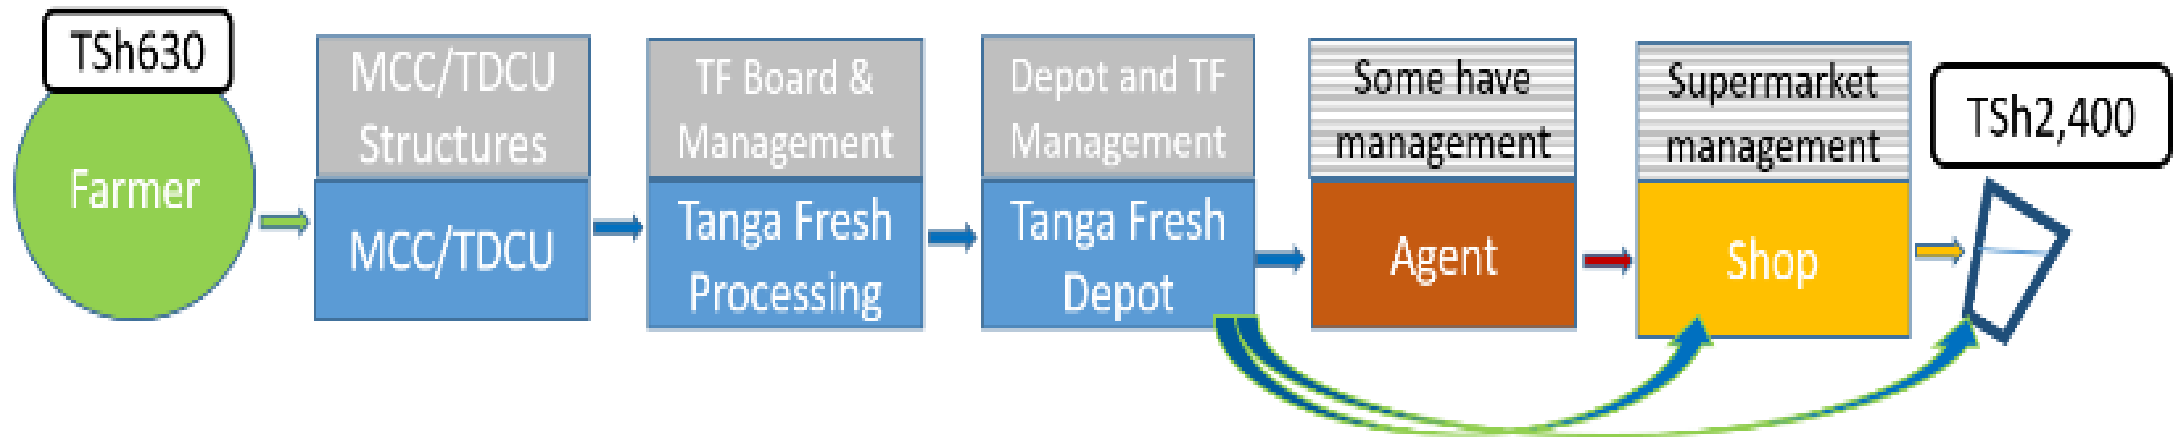 TSh630
Farmer
MCC/TDCU
Structures
MCC/TDCU
TF Board &
Management
Tanga Fresh
Processing
Depot and TF
Management
Tanga Fresh
Depot
Some have
management
Agent
Supermarket
management
Shop
TSh2,400